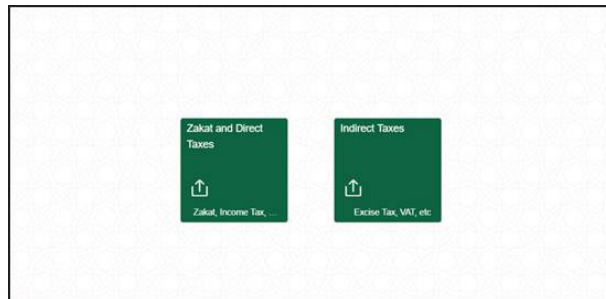 Zakat and Direct
Taxes
Zakat, Income Tax, ...
Indirect Taxes
Excise Tax, VAT, etc